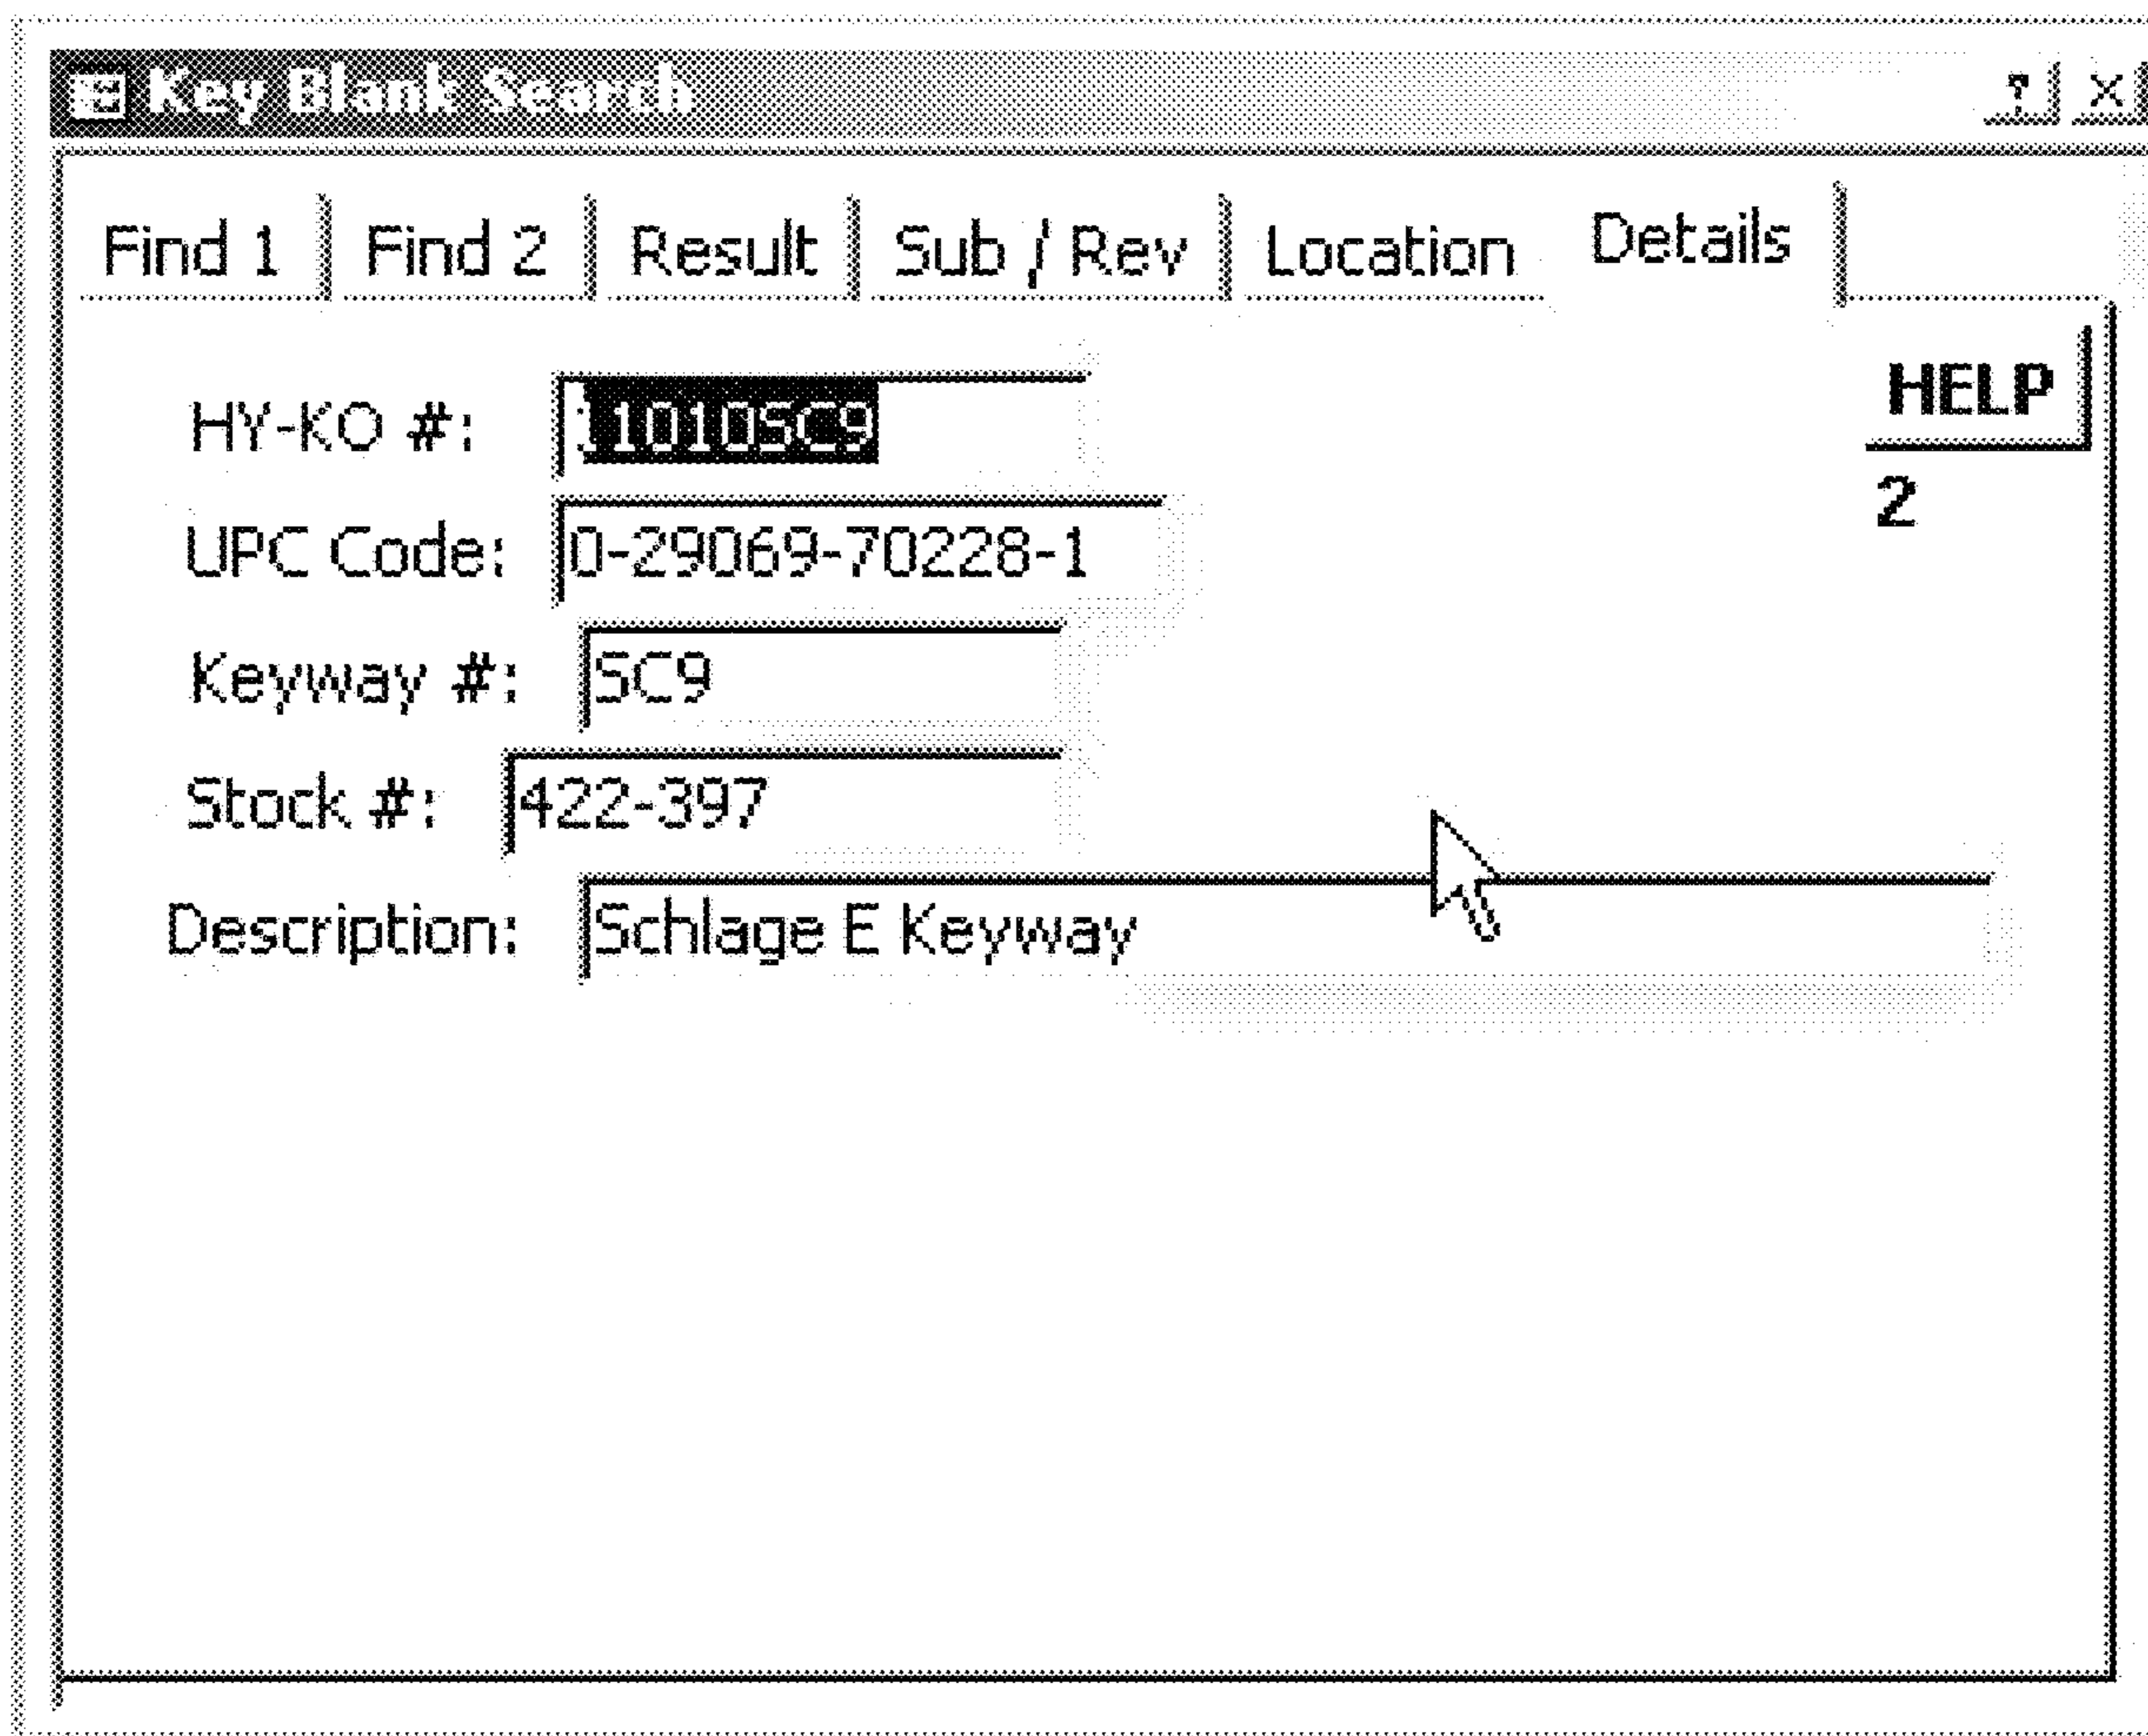 Key Blank Search ? X
Find 1 Find 2 Result Sub / Rev Location Details
HELP
HY-KO #: 11010SC9
2
UPC Code: 0-29069-70228-1
Keyway #: SC9
Stock #: 422-397
Description: Schlage E Keyway